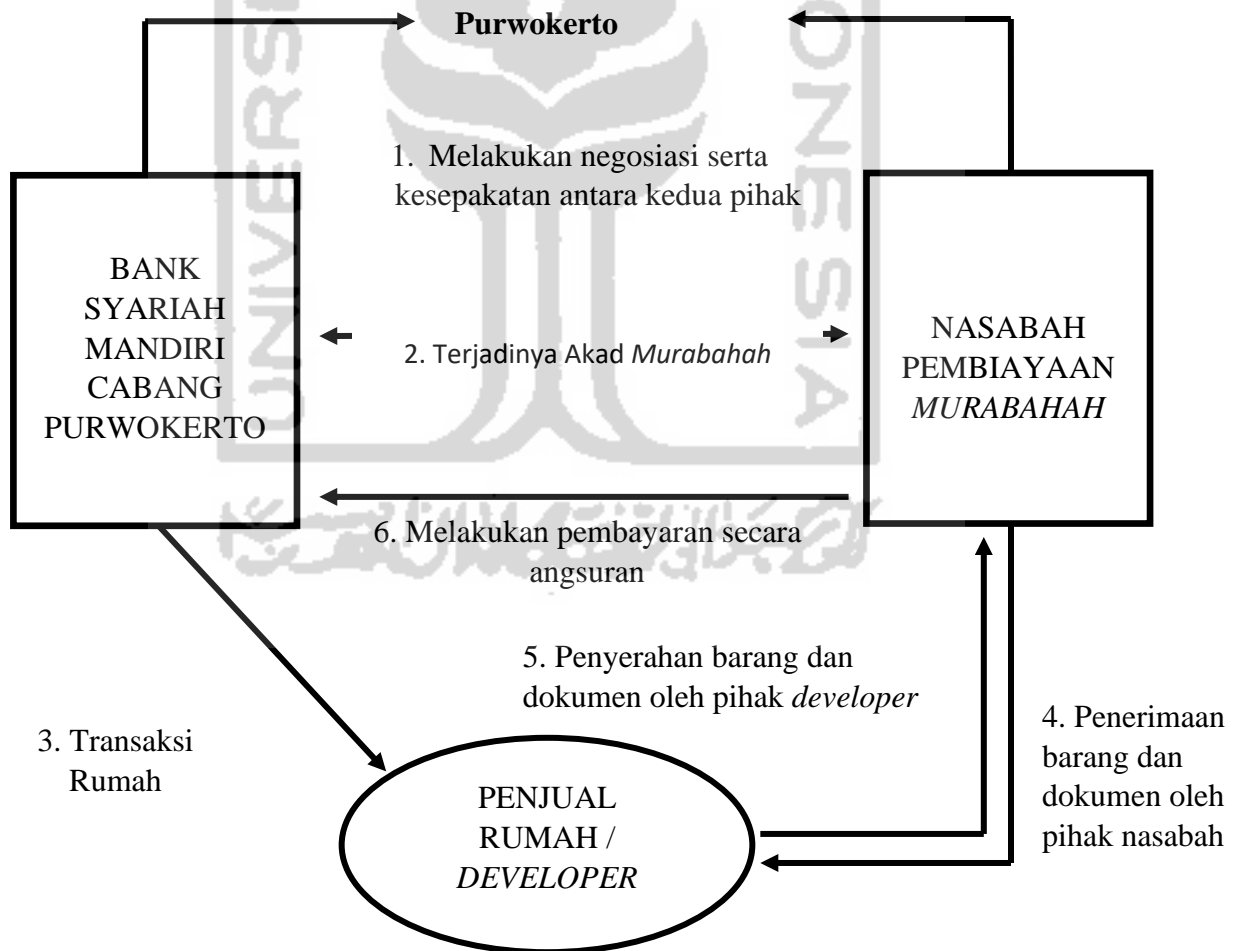 Purwokerto
1. Melakukan negosiasi serta
kesepakatan antara kedua pihak
BANK
SYARIAH
MANDIRI
CABANG
PURWOKERTO
2. Terjadinya Akad Murabahah
NASABAH
PEMBIAYAAN
MURABAHAH
6. Melakukan pembayaran secara
angsuran
5. Penyerahan barang dan
dokumen oleh pihak developer
3. Transaksi
Rumah
4. Penerimaan
barang dan
dokumen oleh
pihak nasabah
PENJUAL
RUMAH /
DEVELOPER